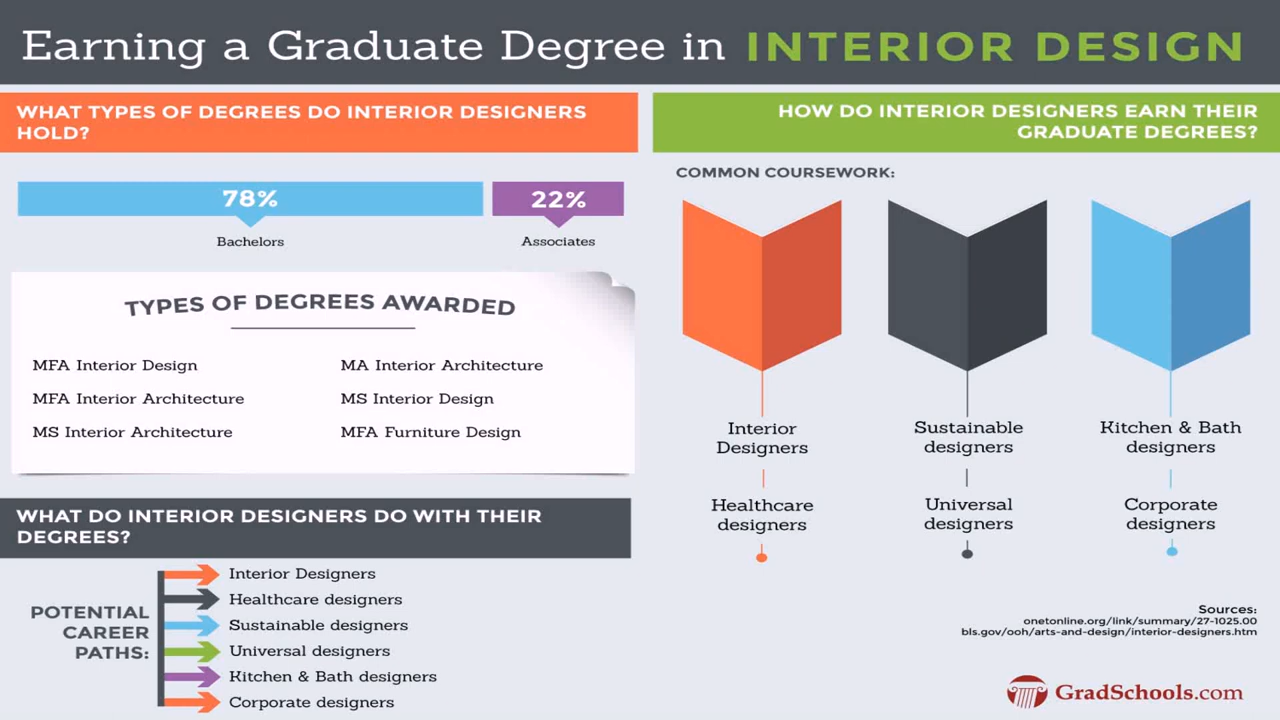 Earning a Graduate Degree in INTERIOR DESIGN
WHAT TYPES OF DEGREES DO INTERIOR DESIGNERS
HOLD?
78%
22%
Bachelors
Associates
TYPES OF DEGREES AWARDED
MFA Interior Design
MA Interior Architecture
MFA Interior Architecture
MS Interior Design
MS Interior Architecture
MFA Furniture Design
WHAT DO INTERIOR DESIGNERS DO WITH THEIR
DEGREES?
POTENTIAL
CAREER
PATHS:
Interior Designers
Healthcare designers
Sustainable designers
Universal designers
Kitchen & Bath designers
Corporate designers
HOW DO INTERIOR DESIGNERS EARN THEIR
GRADUATE DEGREES?
COMMON COURSEWORK:
Interior
Designers
Healthcare
designers
Sustainable
designers
Universal
designers
Kitchen & Bath
designers
Corporate
designers
Sources:
onetonline.org/link/summary/27-1025.00
bls.gov/ooh/arts-and-design/interior-designers.htm
GradSchools.com